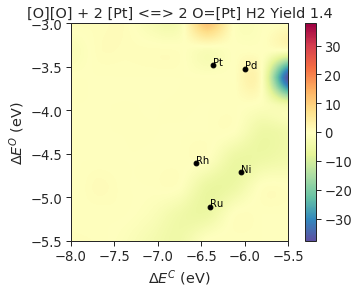 [O][O] + 2 [Pt] <=> 2 O=[Pt] H2 Yield 1.4
−3.0
−3.5
−4.0
−4.5
−5.0
−5.5
ΔE^O (eV)
Pt
Pd
Rh
Ni
Ru
−8.0 −7.5 −7.0 −6.5 −6.0 −5.5
ΔE^C (eV)
30
20
10
0
−10
−20
−30